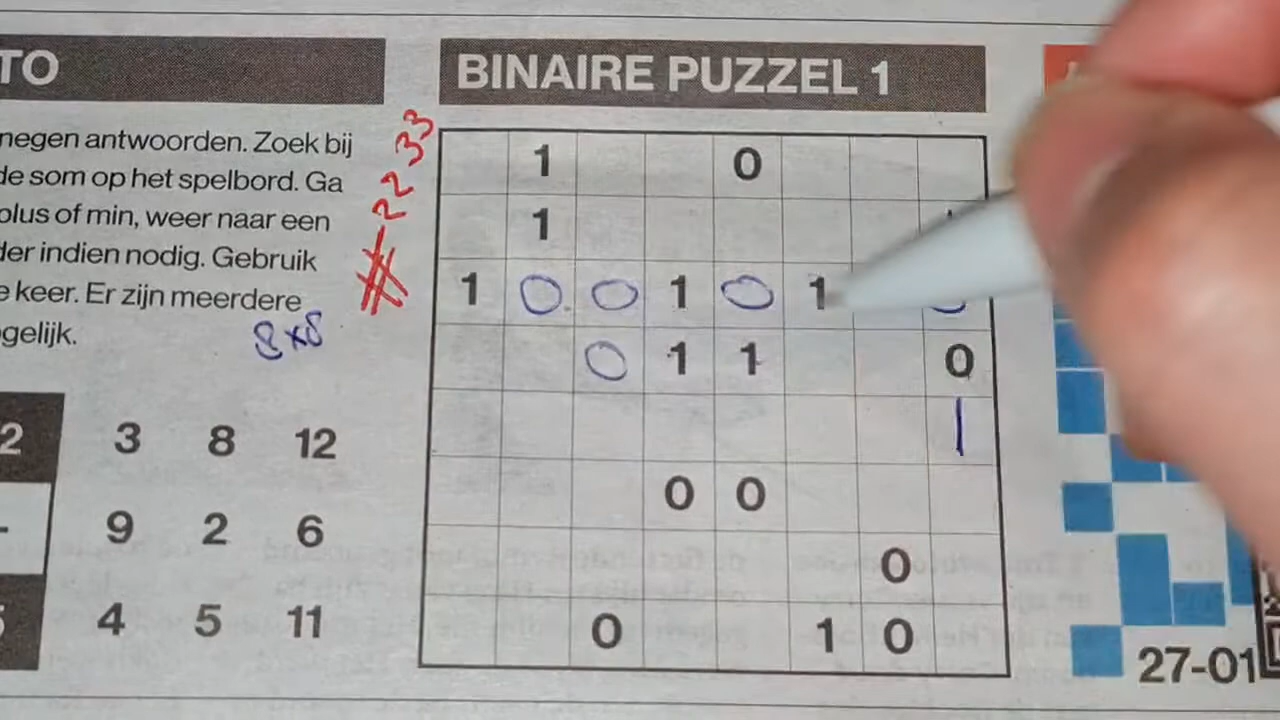 TO
BINAIRE PUZZEL 1
negen antwoorden. Zoek bij
de som op het spelbord. Ga
plus of min, weer naar een
der indien nodig. Gebruik
e keer. Er zijn meerdere
gelijk.
8x8
22 33
1 0
1
1 0 0 1 0 1
0 1 1 0
1
0 0
0
0 1 0
2 3 8 12
- 9 2 6
4 5 11
27-01